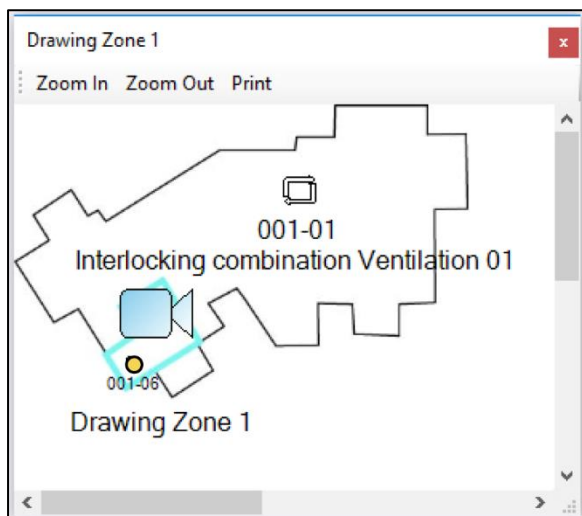 Drawing Zone 1
x
Zoom In Zoom Out Print
001-01
Interlocking combination Ventilation 01
001-06
Drawing Zone 1